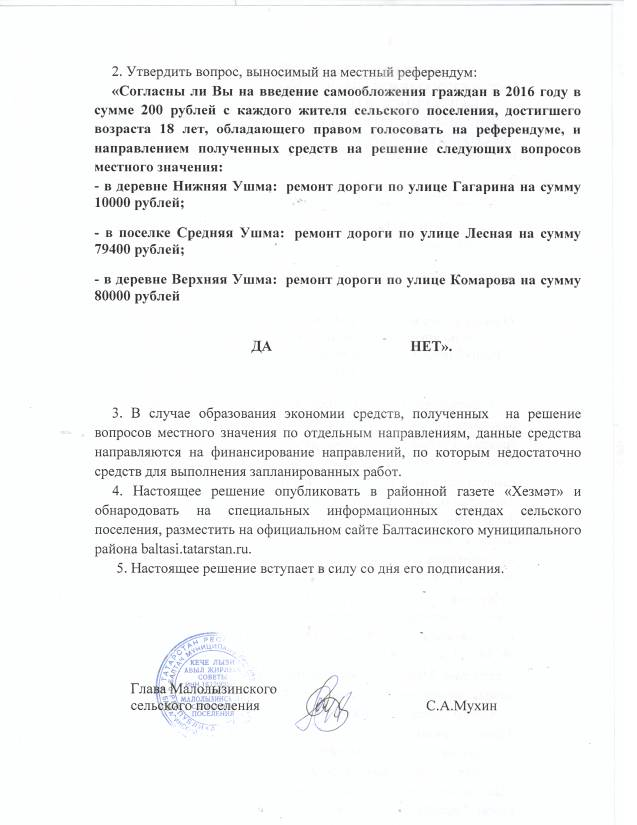 2. Утвердить вопрос, выносимый на местный референдум:
«Согласны ли Вы на введение самообложения граждан в 2016 году в
сумме 200 рублей с каждого жителя сельского поселения, достигшего
возраста 18 лет, обладающего правом голосовать на референдуме, и
направлением полученных средств на решение следующих вопросов
местного значения:
- в деревне Нижняя Ушма: ремонт дороги по улице Гагарина на сумму
10000 рублей;
- в поселке Средняя Ушма: ремонт дороги по улице Лесная на сумму
79400 рублей;
- в деревне Верхняя Ушма: ремонт дороги по улице Комарова на сумму
80000 рублей
ДА НЕТ».
3. В случае образования экономии средств, полученных на решение
вопросов местного значения по отдельным направлениям, данные средства
направляются на финансирование направлений, по которым недостаточно
средств для выполнения запланированных работ.
4. Настоящее решение опубликовать в районной газете «Хезмәт» и
обнародовать на специальных информационных стендах сельского
поселения, разместить на официальном сайте Балтасинского муниципального
района baltasi.tatarstan.ru.
5. Настоящее решение вступает в силу со дня его подписания.
КЕЧЕ ЛЫЗИ
АВЫЛ ҖИРЛЕГЕ
СОВЕТЫ
Глава Малолызинского
сельского поселения С.А.Мухин
ПОСЕЛЕНИЯ